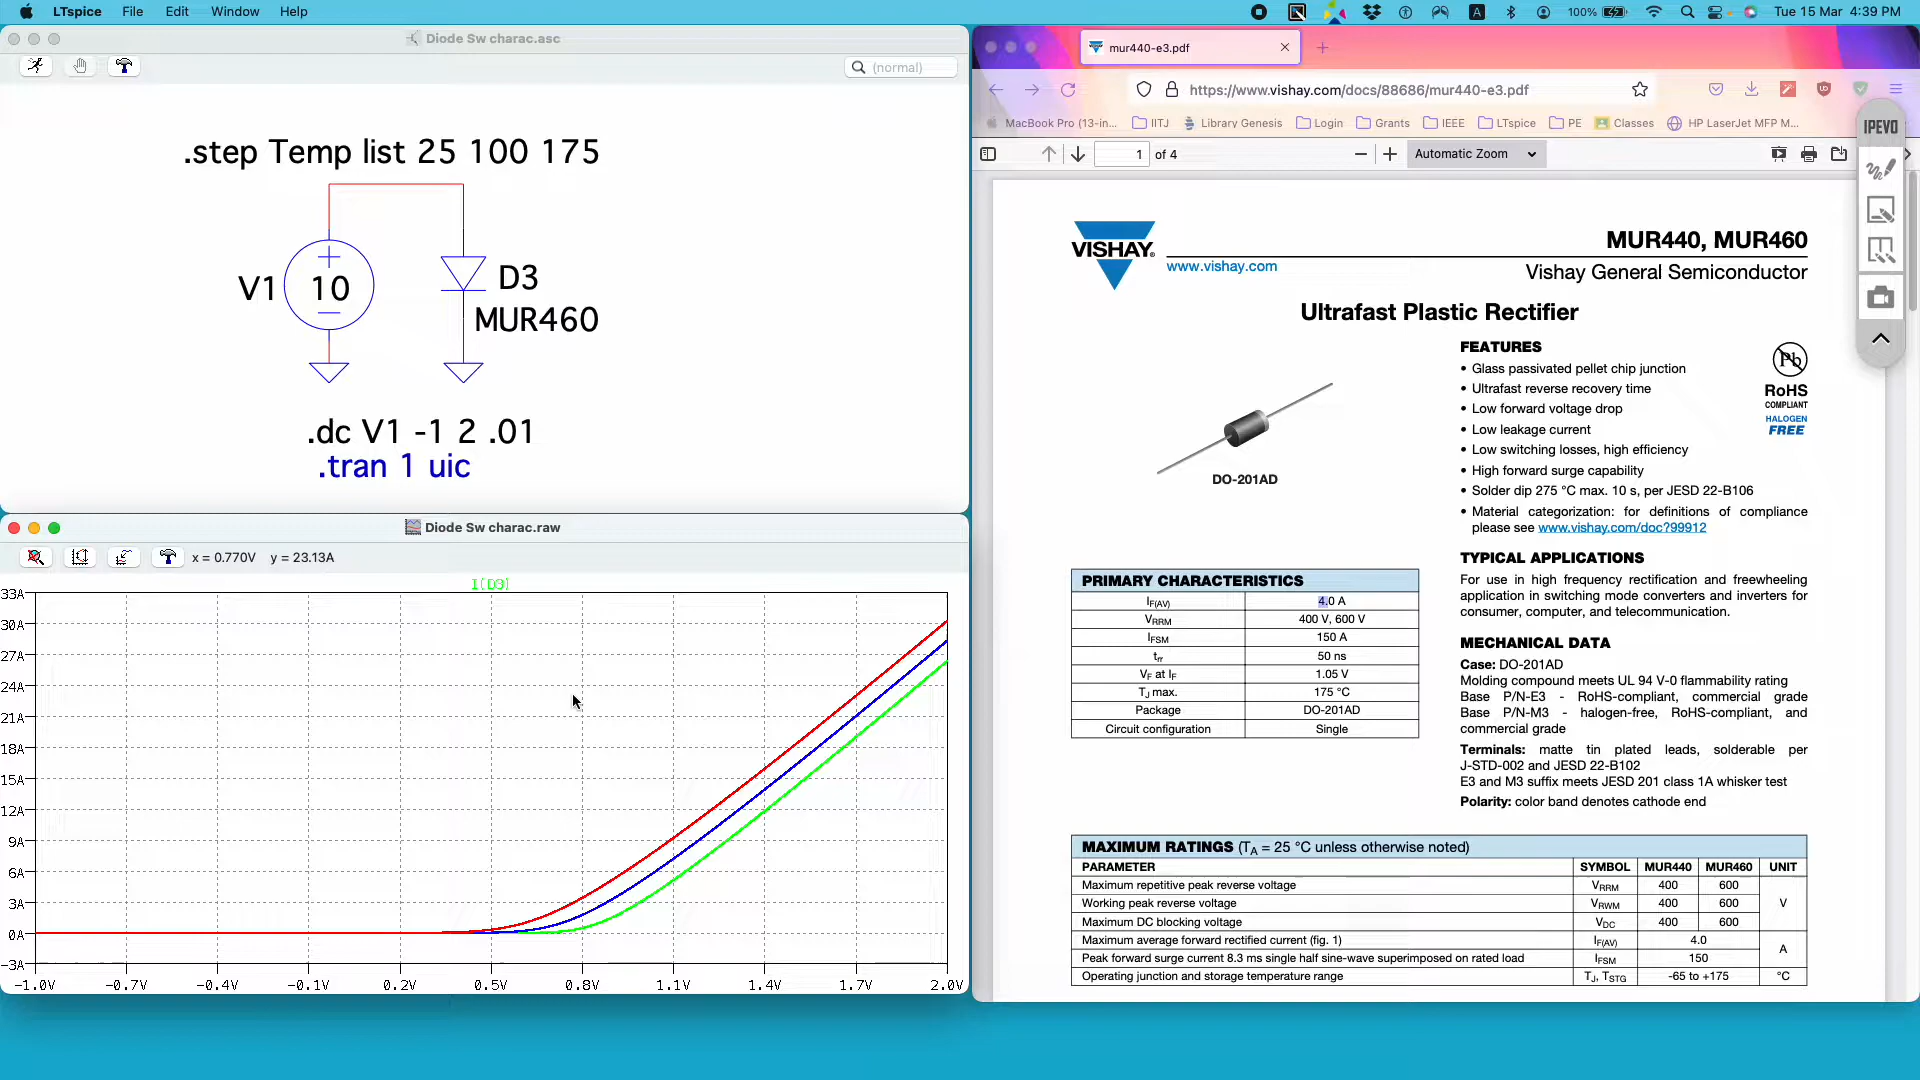 LTspice File Edit Window Help
100%
Tue 15 Mar 4:39 PM
Diode Sw charac.asc
(normal)
.step Temp list 25 100 175
V1
10
D3
MUR460
.dc V1 -1 2 .01
.tran 1 uic
Diode Sw charac.raw
x = 0.770V y = 23.13A
I(D3)
33A
30A
27A
24A
21A
18A
15A
12A
9A
6A
3A
0A
-3A
-1.0V -0.7V -0.4V -0.1V 0.2V 0.5V 0.8V 1.1V 1.4V 1.7V 2.0V
mur440-e3.pdf
https://www.vishay.com/docs/88686/mur440-e3.pdf
MacBook Pro (13-in... IITJ Library Genesis Login Grants IEEE LTspice PE Classes HP LaserJet MFP M...
1 of 4
Automatic Zoom
IPEVO
VISHAY.
www.vishay.com
MUR440, MUR460
Vishay General Semiconductor
Ultrafast Plastic Rectifier
DO-201AD
FEATURES
• Glass passivated pellet chip junction
• Ultrafast reverse recovery time
• Low forward voltage drop
• Low leakage current
• Low switching losses, high efficiency
• High forward surge capability
• Solder dip 275 °C max. 10 s, per JESD 22-B106
• Material categorization: for definitions of compliance
please see www.vishay.com/doc?99912
Pb
RoHS
COMPLIANT
HALOGEN
FREE
TYPICAL APPLICATIONS
For use in high frequency rectification and freewheeling
application in switching mode converters and inverters for
consumer, computer, and telecommunication.
MECHANICAL DATA
Case: DO-201AD
Molding compound meets UL 94 V-0 flammability rating
Base P/N-E3 - RoHS-compliant, commercial grade
Base P/N-M3 - halogen-free, RoHS-compliant, and
commercial grade
Terminals: matte tin plated leads, solderable per
J-STD-002 and JESD 22-B102
E3 and M3 suffix meets JESD 201 class 1A whisker test
Polarity: color band denotes cathode end
PRIMARY CHARACTERISTICS
IF(AV) 4.0 A
VRRM 400 V, 600 V
IFSM 150 A
trr 50 ns
VF at IF 1.05 V
TJ max. 175 °C
Package DO-201AD
Circuit configuration Single
MAXIMUM RATINGS (TA = 25 °C unless otherwise noted)
PARAMETER SYMBOL MUR440 MUR460 UNIT
Maximum repetitive peak reverse voltage VRRM 400 600
Working peak reverse voltage VRWM 400 600 V
Maximum DC blocking voltage VDC 400 600
Maximum average forward rectified current (fig. 1) IF(AV) 4.0 A
Peak forward surge current 8.3 ms single half sine-wave superimposed on rated load IFSM 150
Operating junction and storage temperature range TJ, TSTG -65 to +175 °C